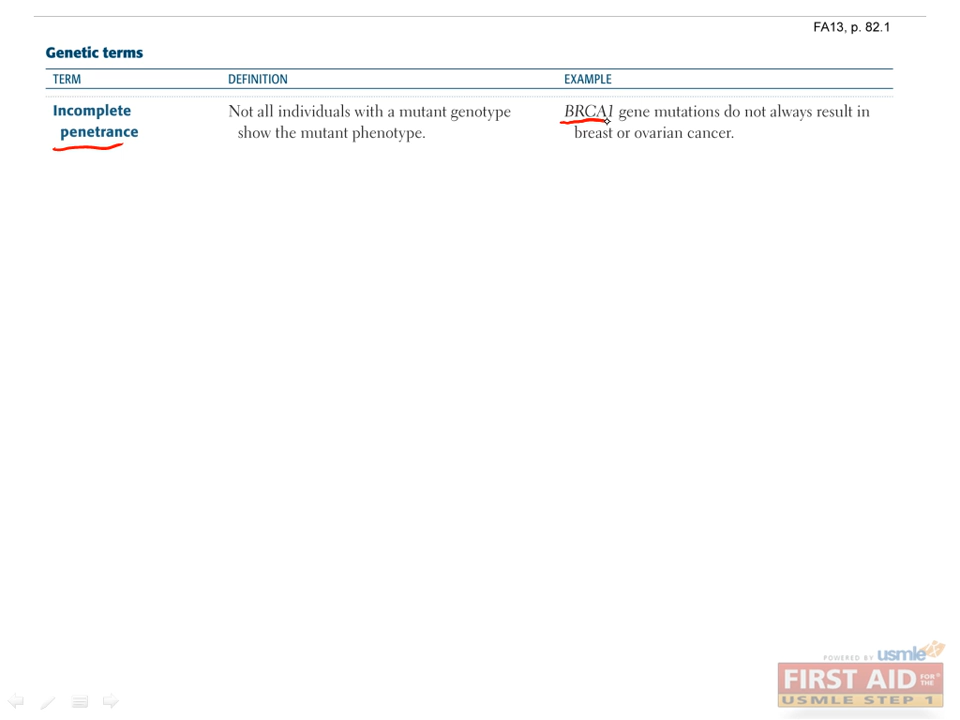 FA13, p. 82.1
Genetic terms
TERM DEFINITION EXAMPLE
Incomplete Not all individuals with a mutant genotype BRCA1 gene mutations do not always result in
penetrance show the mutant phenotype. breast or ovarian cancer.
POWERED BY usmle
FIRST AID FOR THE
USMLE STEP 1